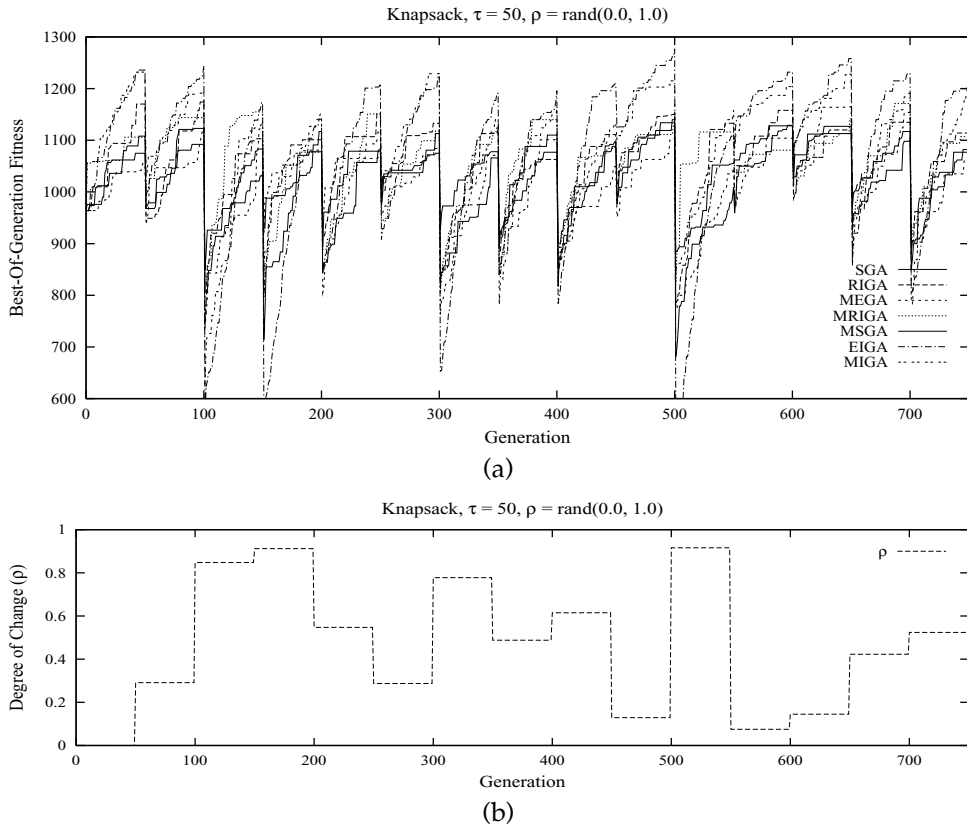 Knapsack, τ = 50, ρ = rand(0.0, 1.0)
1300
1200
1100
1000
900
800
700
600
Best-Of-Generation Fitness
SGA
RIGA
MEGA
MRIGA
MSGA
EIGA
MIGA
0 100 200 300 400 500 600 700
Generation
(a)
Knapsack, τ = 50, ρ = rand(0.0, 1.0)
1
0.8
0.6
0.4
0.2
0
Degree of Change (ρ)
ρ
0 100 200 300 400 500 600 700
Generation
(b)